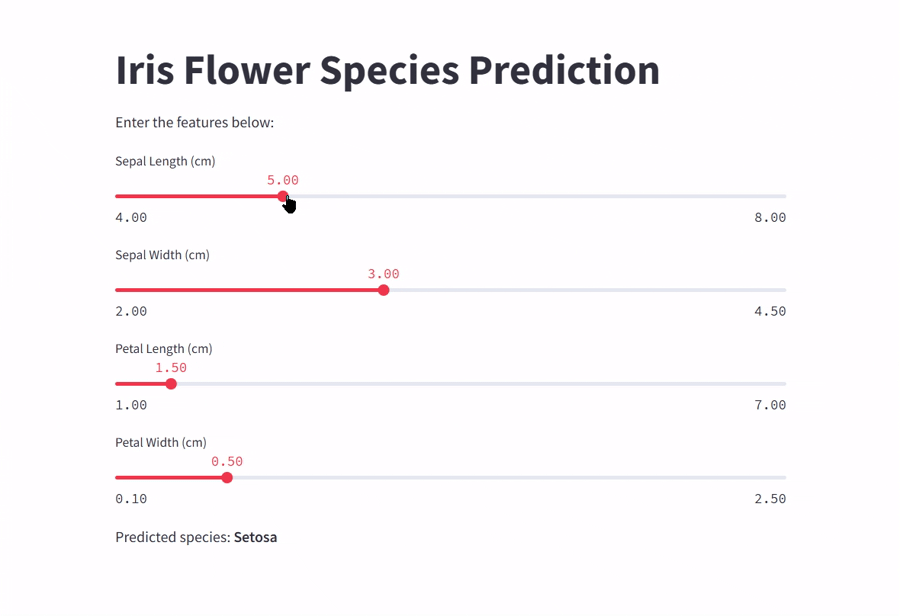 Iris Flower Species Prediction
Enter the features below:
Sepal Length (cm)
5.00
4.00 8.00
Sepal Width (cm)
3.00
2.00 4.50
Petal Length (cm)
1.50
1.00 7.00
Petal Width (cm)
0.50
0.10 2.50
Predicted species: Setosa